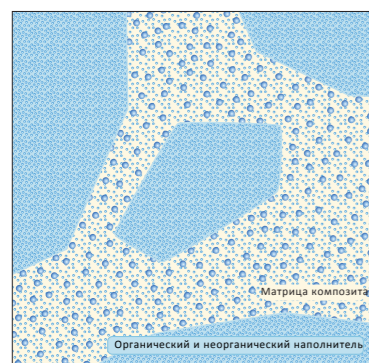 Матрица композита
Органический и неорганический наполнитель